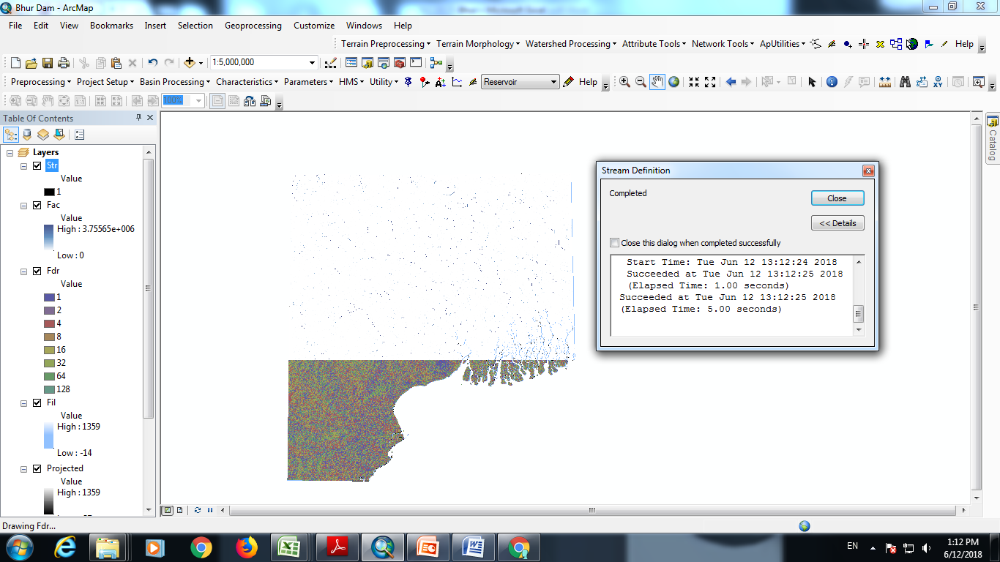 Bhur Dam - ArcMap
File Edit View Bookmarks Insert Selection Geoprocessing Customize Windows Help
Terrain Preprocessing Terrain Morphology Watershed Processing Attribute Tools Network Tools ApUtilities Help
1:5,000,000
Preprocessing Project Setup Basin Processing Characteristics Parameters HMS Utility Reservoir Help
100%
Table Of Contents
Layers
Str
Value
1
Fac
Value
High : 3.75565e+006
Low : 0
Fdr
Value
1
2
4
8
16
32
64
128
Fil
Value
High : 1359
Low : -14
Projected
Value
High : 1359
Stream Definition
Completed
Close
<< Details
Close this dialog when completed successfully
Start Time: Tue Jun 12 13:12:24 2018
Succeeded at Tue Jun 12 13:12:25 2018
(Elapsed Time: 1.00 seconds)
Succeeded at Tue Jun 12 13:12:25 2018
(Elapsed Time: 5.00 seconds)
Catalog
Drawing Fdr...
EN
1:12 PM
6/12/2018